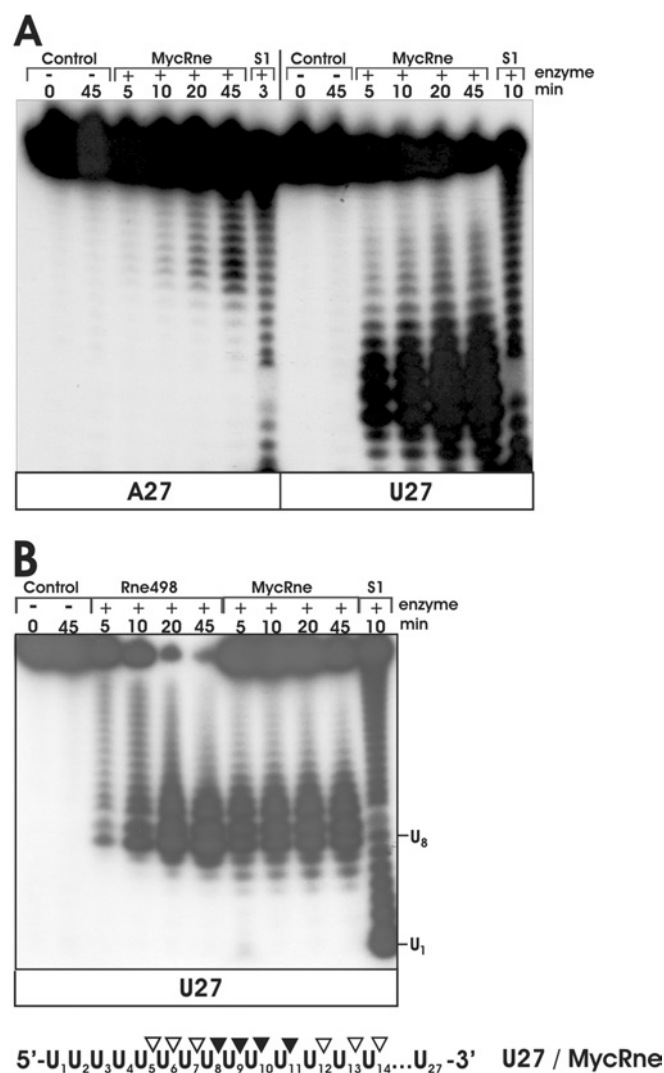 A
Control MycRne S1 Control MycRne S1
- - + + + + + - - + + + + + enzyme
0 45 5 10 20 45 3 0 45 5 10 20 45 10 min
A27 U27
B
Control Rne498 MycRne S1
- - + + + + + + + + + enzyme
0 45 5 10 20 45 5 10 20 45 10 min
U₈
U₁
U27
5'-U₁U₂U₃U₄U₅U₆U₇U₈U₉U₁₀U₁₁U₁₂U₁₃U₁₄...U₂₇-3' U27 / MycRne